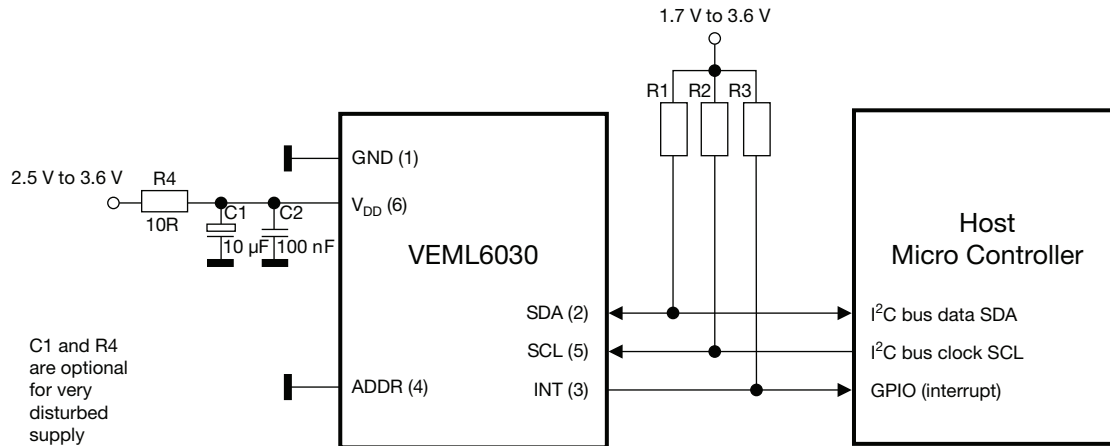 1.7 V to 3.6 V
R1 R2 R3
GND (1)
2.5 V to 3.6 V
R4
10R
C1
10 µF
C2
100 nF
V_DD (6)
VEML6030
Host
Micro Controller
SDA (2)
I²C bus data SDA
SCL (5)
I²C bus clock SCL
ADDR (4)
INT (3)
GPIO (interrupt)
C1 and R4
are optional
for very
disturbed
supply